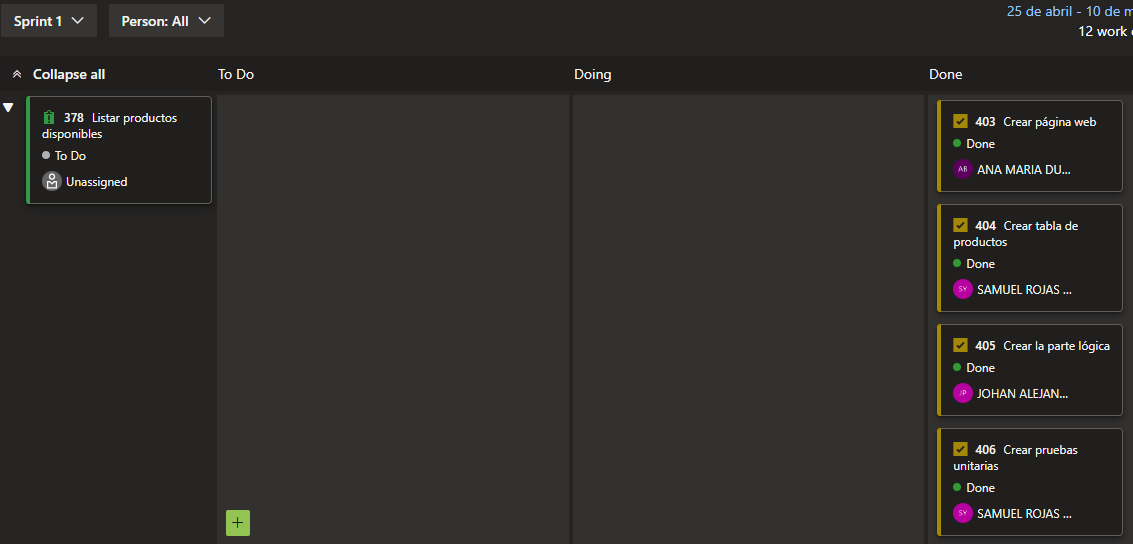 Sprint 1
Person: All
25 de abril - 10 de
12 work
Collapse all
To Do
Doing
Done
378 Listar productos
disponibles
To Do
Unassigned
403 Crear página web
Done
AB ANA MARIA DU...
404 Crear tabla de
productos
Done
SY SAMUEL ROJAS ...
405 Crear la parte lógica
Done
JP JOHAN ALEJAN...
406 Crear pruebas
unitarias
Done
SY SAMUEL ROJAS ...